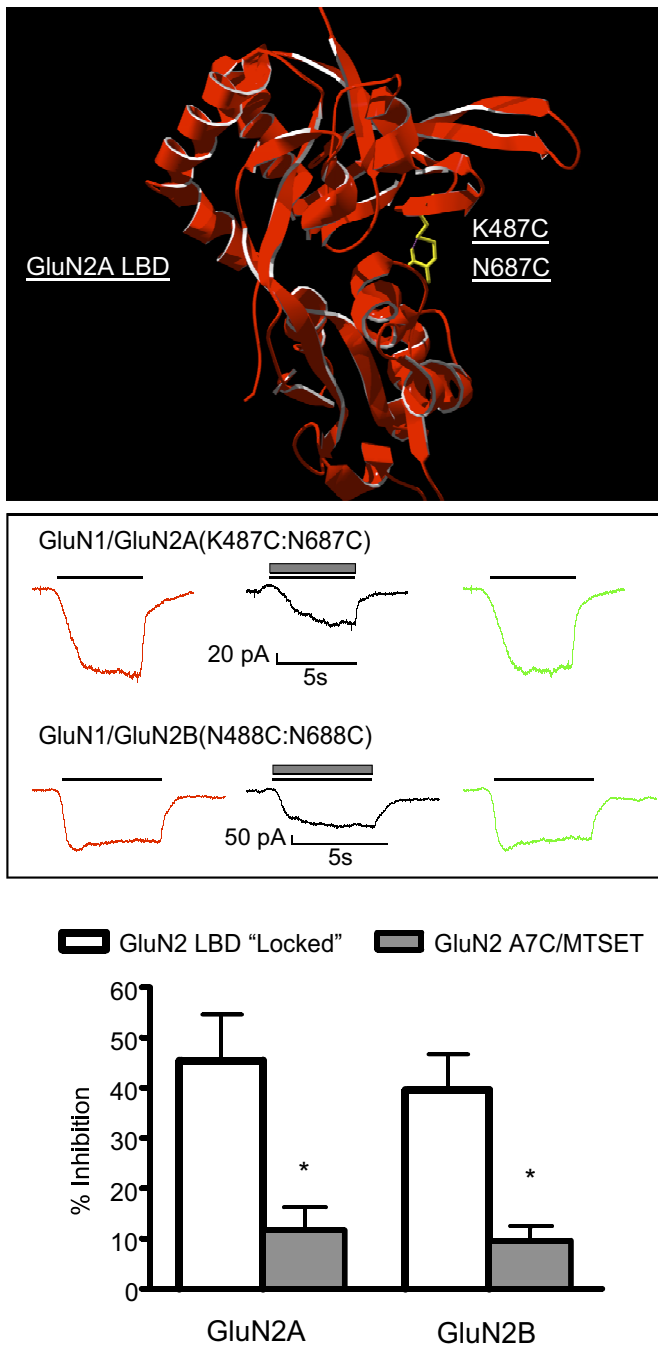 GluN2A LBD
K487C
N687C
GluN1/GluN2A(K487C:N687C)
20 pA
5s
GluN1/GluN2B(N488C:N688C)
50 pA
5s
GluN2 LBD “Locked”
GluN2 A7C/MTSET
% Inhibition
60
50
40
30
20
10
0
*
*
GluN2A
GluN2B